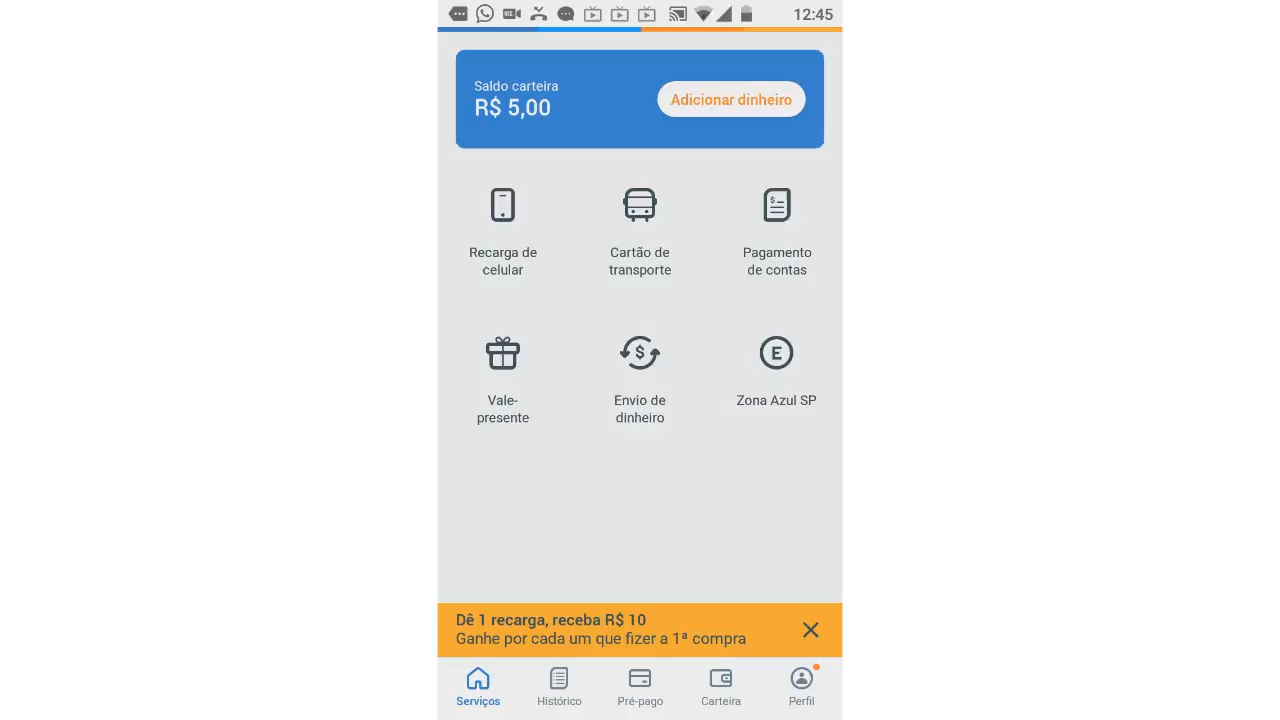 12:45
Saldo carteira
R$ 5,00
Adicionar dinheiro
Recarga de
celular
Cartão de
transporte
Pagamento
de contas
Vale-
presente
Envio de
dinheiro
E
Zona Azul SP
Dê 1 recarga, receba R$ 10
Ganhe por cada um que fizer a 1ª compra
Serviços
Histórico
Pré-pago
Carteira
Perfil